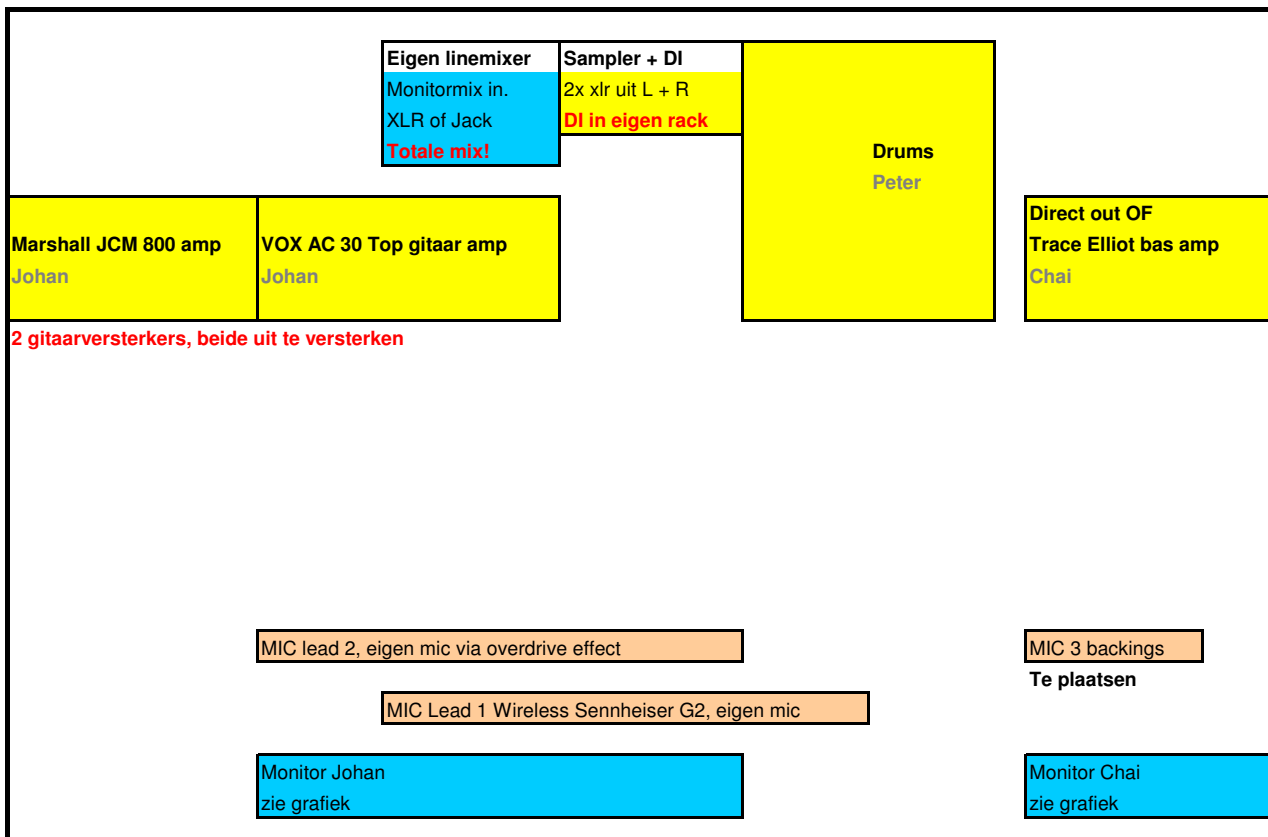 Eigen linemixer
Monitormix in.
XLR of Jack
Totale mix!
Sampler + DI
2x xlr uit L + R
DI in eigen rack
Drums
Peter
Marshall JCM 800 amp
Johan
VOX AC 30 Top gitaar amp
Johan
Direct out OF
Trace Elliot bas amp
Chai
2 gitaarversterkers, beide uit te versterken
MIC lead 2, eigen mic via overdrive effect
MIC 3 backings
Te plaatsen
MIC Lead 1 Wireless Sennheiser G2, eigen mic
Monitor Johan
zie grafiek
Monitor Chai
zie grafiek